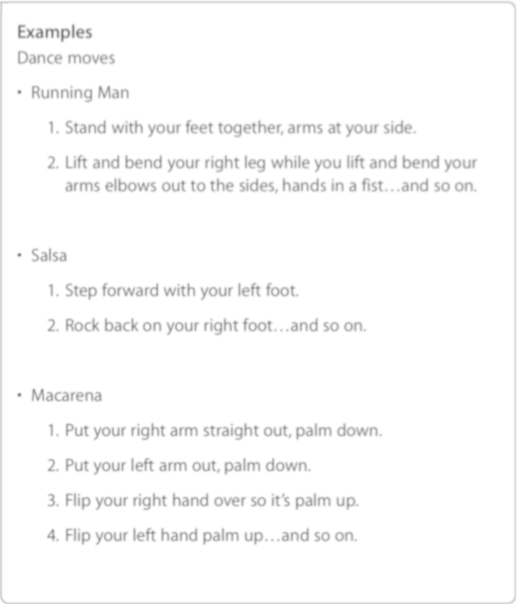 Examples
Dance moves
• Running Man
1. Stand with your feet together, arms at your side.
2. Lift and bend your right leg while you lift and bend your
arms elbows out to the sides, hands in a fist…and so on.
• Salsa
1. Step forward with your left foot.
2. Rock back on your right foot…and so on.
• Macarena
1. Put your right arm straight out, palm down.
2. Put your left arm out, palm down.
3. Flip your right hand over so it's palm up.
4. Flip your left hand palm up…and so on.